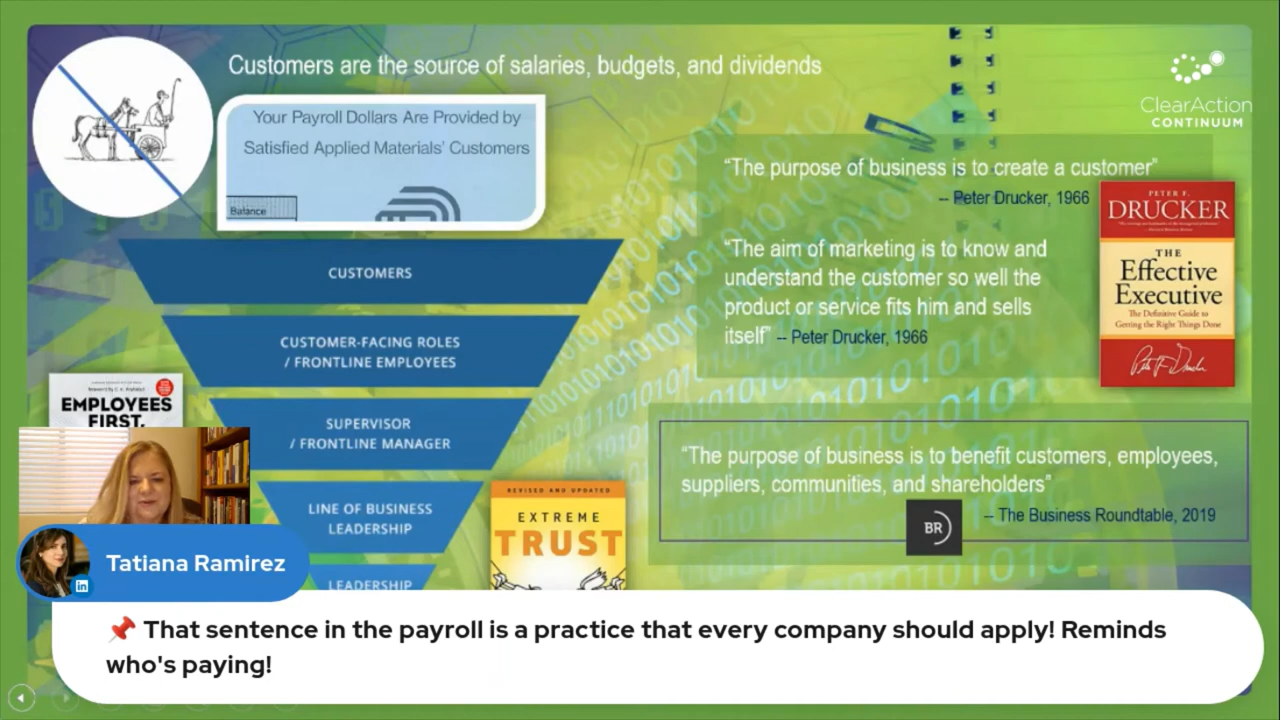 Customers are the source of salaries, budgets, and dividends
ClearAction
CONTINUUM
Your Payroll Dollars Are Provided by
Satisfied Applied Materials' Customers
Balance
“The purpose of business is to create a customer”
-- Peter Drucker, 1966
“The aim of marketing is to know and
understand the customer so well the
product or service fits him and sells
itself” -- Peter Drucker, 1966
PETER F.
DRUCKER
THE
Effective
Executive
The Definitive Guide to
Getting the Right Things Done
CUSTOMERS
CUSTOMER-FACING ROLES
/ FRONTLINE EMPLOYEES
SUPERVISOR
/ FRONTLINE MANAGER
LINE OF BUSINESS
LEADERSHIP
LEADERSHIP
EMPLOYEES
FIRST,
REVISED AND UPDATED
EXTREME
TRUST
“The purpose of business is to benefit customers, employees,
suppliers, communities, and shareholders”
BR
-- The Business Roundtable, 2019
Tatiana Ramirez
in
📌 That sentence in the payroll is a practice that every company should apply! Reminds
who's paying!